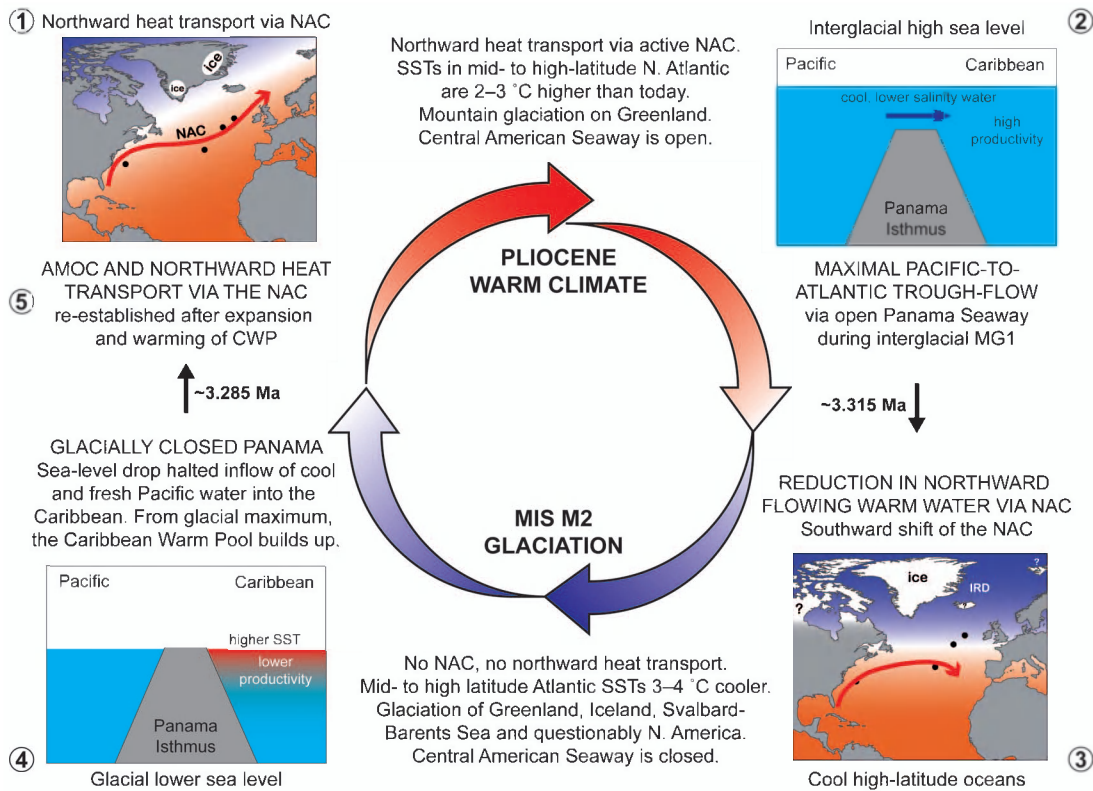 ① Northward heat transport via NAC
ice
ice
NAC
Northward heat transport via active NAC.
SSTs in mid- to high-latitude N. Atlantic
are 2–3 ˚C higher than today.
Mountain glaciation on Greenland.
Central American Seaway is open.
②
Interglacial high sea level
Pacific Caribbean
cool, lower salinity water
high
productivity
Panama
Isthmus
MAXIMAL PACIFIC-TO-
ATLANTIC TROUGH-FLOW
via open Panama Seaway
during interglacial MG1
~3.315 Ma
PLIOCENE
WARM CLIMATE
⑤
AMOC AND NORTHWARD HEAT
TRANSPORT VIA THE NAC
re-established after expansion
and warming of CWP
~3.285 Ma
REDUCTION IN NORTHWARD
FLOWING WARM WATER VIA NAC
Southward shift of the NAC
ice
IRD
?
?
?
③
Cool high-latitude oceans
MIS M2
GLACIATION
No NAC, no northward heat transport.
Mid- to high latitude Atlantic SSTs 3–4 ˚C cooler.
Glaciation of Greenland, Iceland, Svalbard-
Barents Sea and questionably N. America.
Central American Seaway is closed.
GLACIALLY CLOSED PANAMA
Sea-level drop halted inflow of cool
and fresh Pacific water into the
Caribbean. From glacial maximum,
the Caribbean Warm Pool builds up.
Pacific Caribbean
higher SST
lower
productivity
Panama
Isthmus
④
Glacial lower sea level